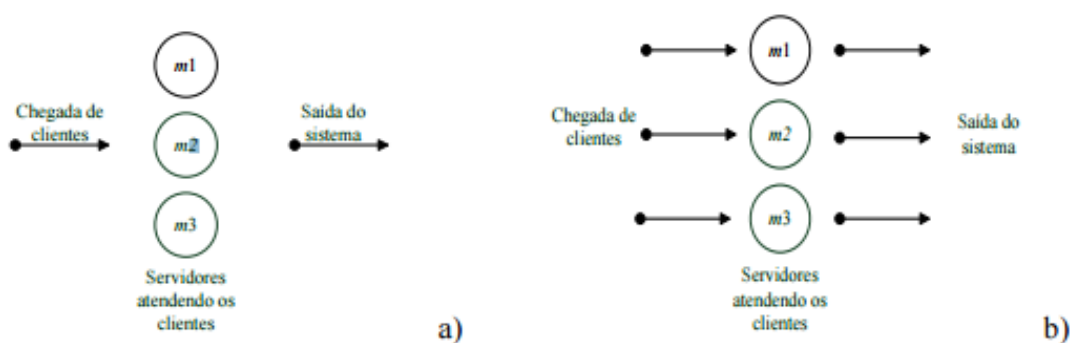 m1
Chegada de
clientes
m2
Saída do
sistema
m3
Servidores
atendendo os
clientes
a)
m1
Chegada de
clientes
m2
Saída do
sistema
m3
Servidores
atendendo os
clientes
b)